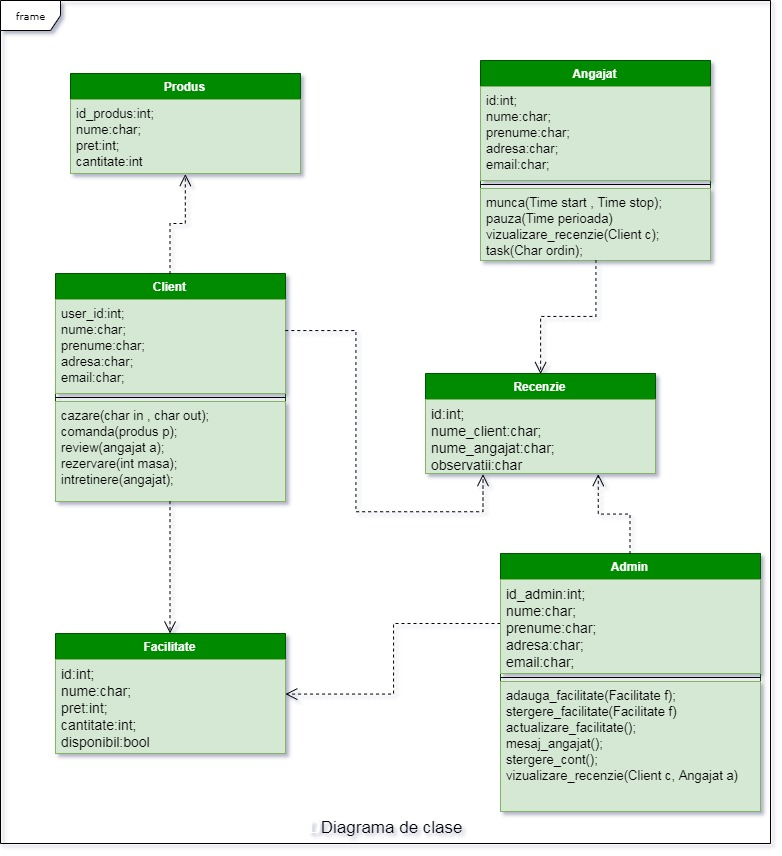 frame
Produs
id_produs:int;
nume:char;
pret:int;
cantitate:int
Angajat
id:int;
nume:char;
prenume:char;
adresa:char;
email:char;
munca(Time start , Time stop);
pauza(Time perioada)
vizualizare_recenzie(Client c);
task(Char ordin);
Client
user_id:int;
nume:char;
prenume:char;
adresa:char;
email:char;
cazare(char in , char out);
comanda(produs p);
review(angajat a);
rezervare(int masa);
intretinere(angajat);
Recenzie
id:int;
nume_client:char;
nume_angajat:char;
observatii:char
Admin
id_admin:int;
nume:char;
prenume:char;
adresa:char;
email:char;
adauga_facilitate(Facilitate f);
stergere_facilitate(Facilitate f)
actualizare_facilitate();
mesaj_angajat();
stergere_cont();
vizualizare_recenzie(Client c, Angajat a)
Facilitate
id:int;
nume:char;
pret:int;
cantitate:int;
disponibil:bool
Diagrama de clase